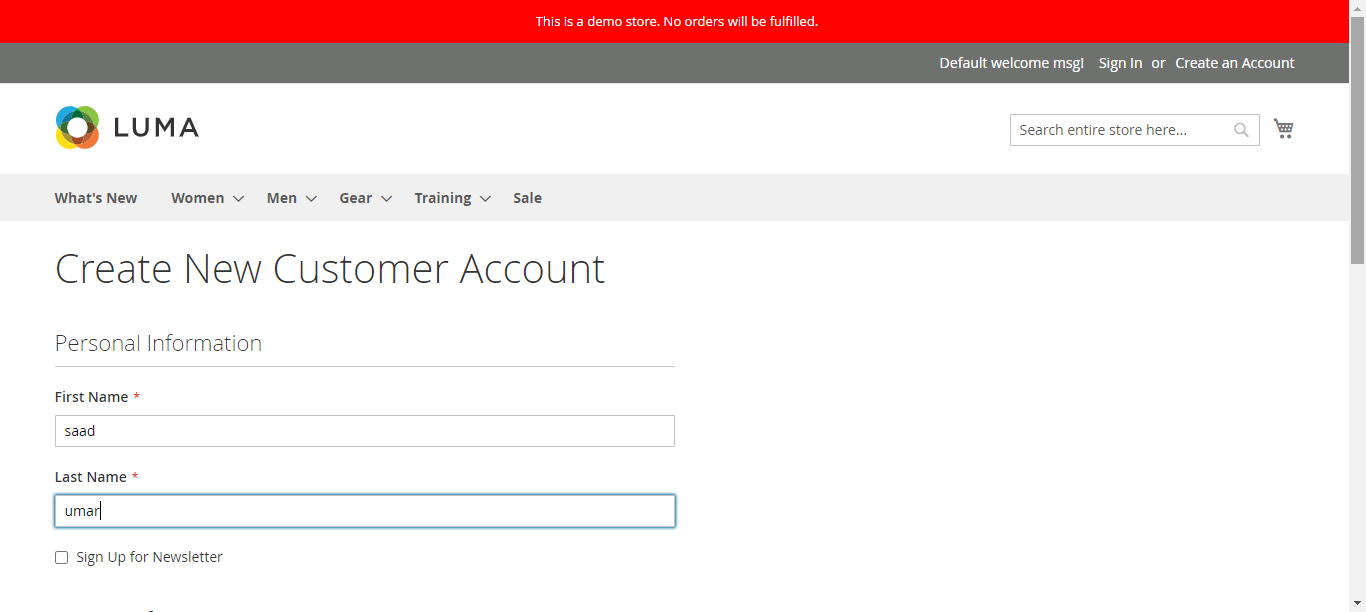 This is a demo store. No orders will be fulfilled.
Default welcome msg! Sign In or Create an Account
LUMA
Search entire store here...
What's New Women Men Gear Training Sale
Create New Customer Account
Personal Information
First Name *
saad
Last Name *
umar
Sign Up for Newsletter